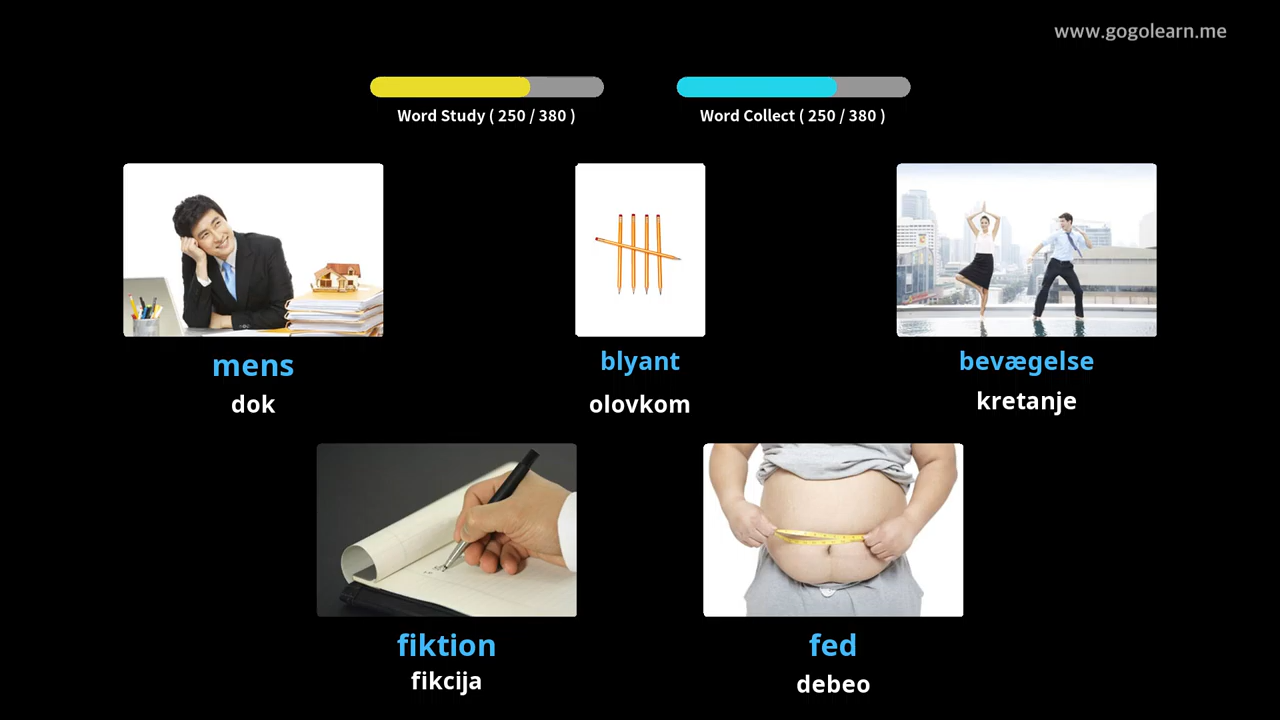 www.gogolearn.me
Word Study ( 250 / 380 )
Word Collect ( 250 / 380 )
mens
dok
blyant
olovkom
bevægelse
kretanje
fiktion
fikcija
fed
debeo